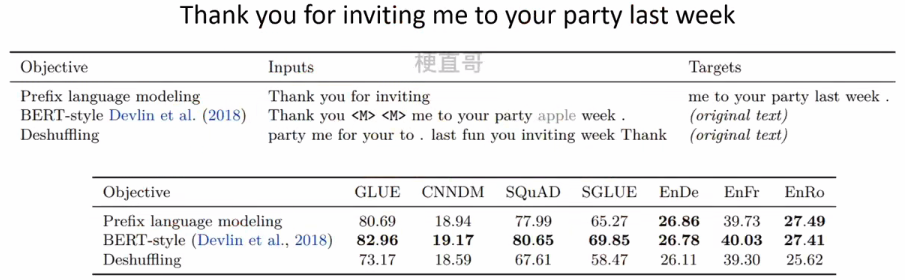 Thank you for inviting me to your party last week
梗直哥
Objective Inputs Targets
Prefix language modeling Thank you for inviting me to your party last week .
BERT-style Devlin et al. (2018) Thank you <M> <M> me to your party apple week . (original text)
Deshuffling party me for your to . last fun you inviting week Thank (original text)
Objective GLUE CNNDM SQuAD SGLUE EnDe EnFr EnRo
Prefix language modeling 80.69 18.94 77.99 65.27 26.86 39.73 27.49
BERT-style (Devlin et al., 2018) 82.96 19.17 80.65 69.85 26.78 40.03 27.41
Deshuffling 73.17 18.59 67.61 58.47 26.11 39.30 25.62